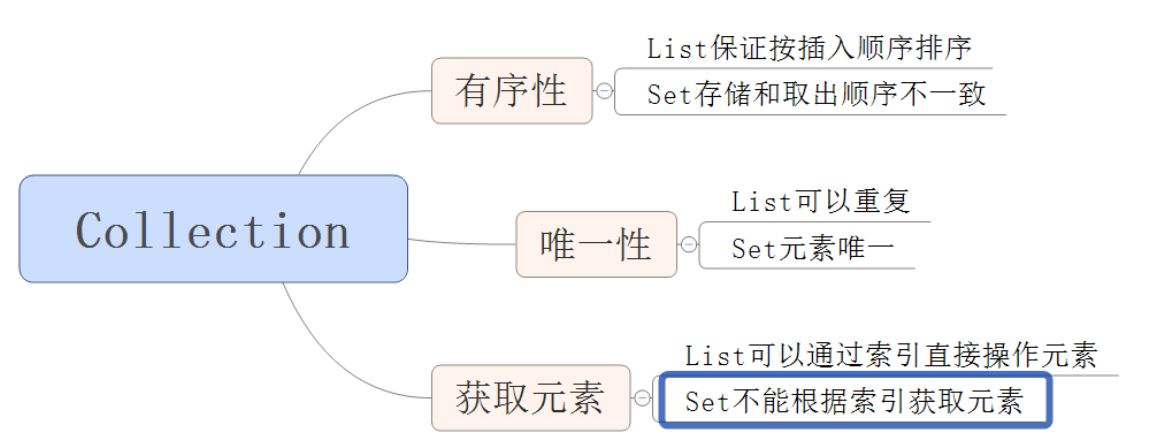 Collection
有序性
List保证按插入顺序排序
Set存储和取出顺序不一致
唯一性
List可以重复
Set元素唯一
获取元素
List可以通过索引直接操作元素
Set不能根据索引获取元素